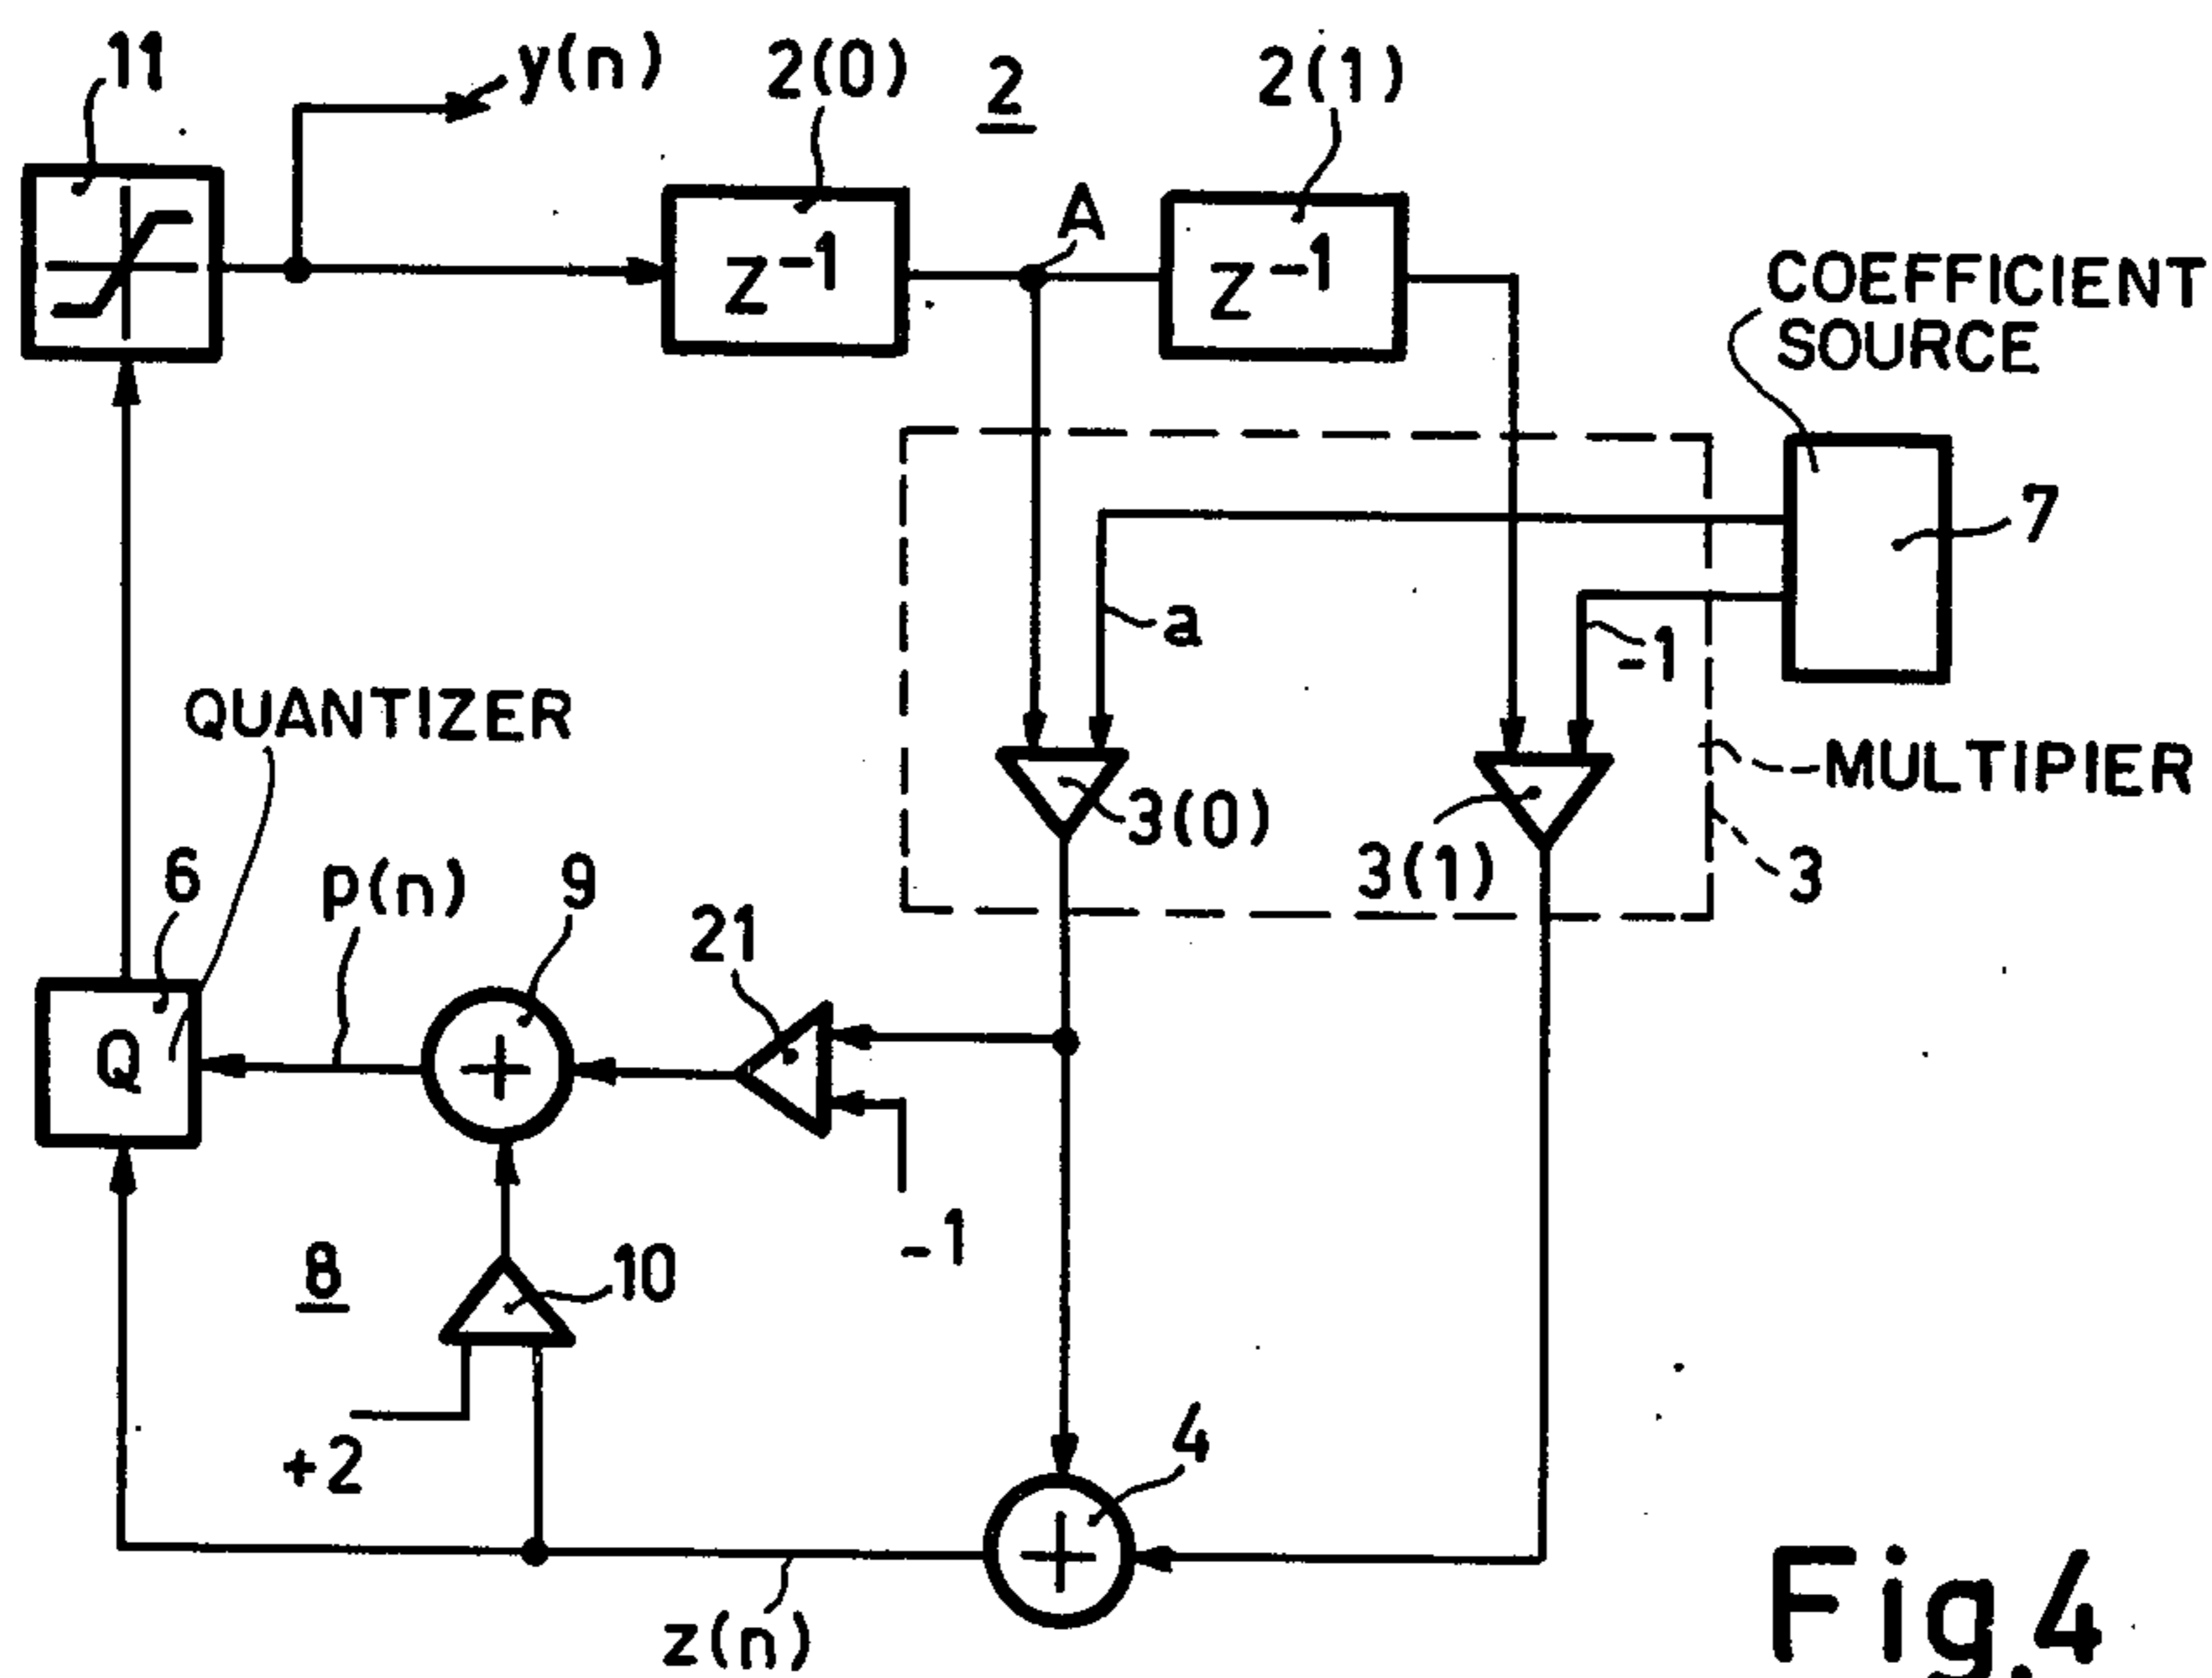 11
y(n)
2(0)
2
2(1)
A
z-1
z-1
COEFFICIENT
SOURCE
7
a
-1
QUANTIZER
MULTIPIER
3(0)
3(1)
3
6
p(n)
9
21
Q
+
-1
8
10
+2
4
+
z(n)
Fig.4